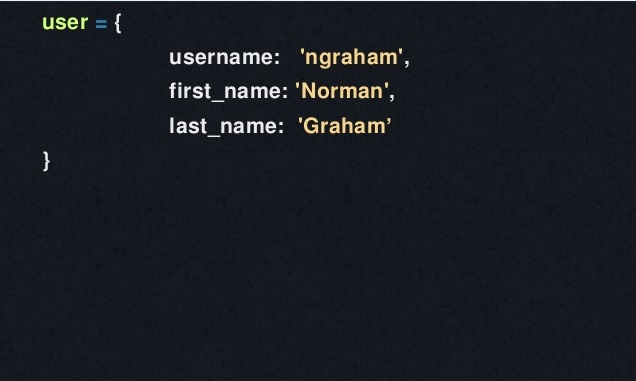 user = {
username: 'ngraham',
first_name: 'Norman',
last_name: 'Graham’
}